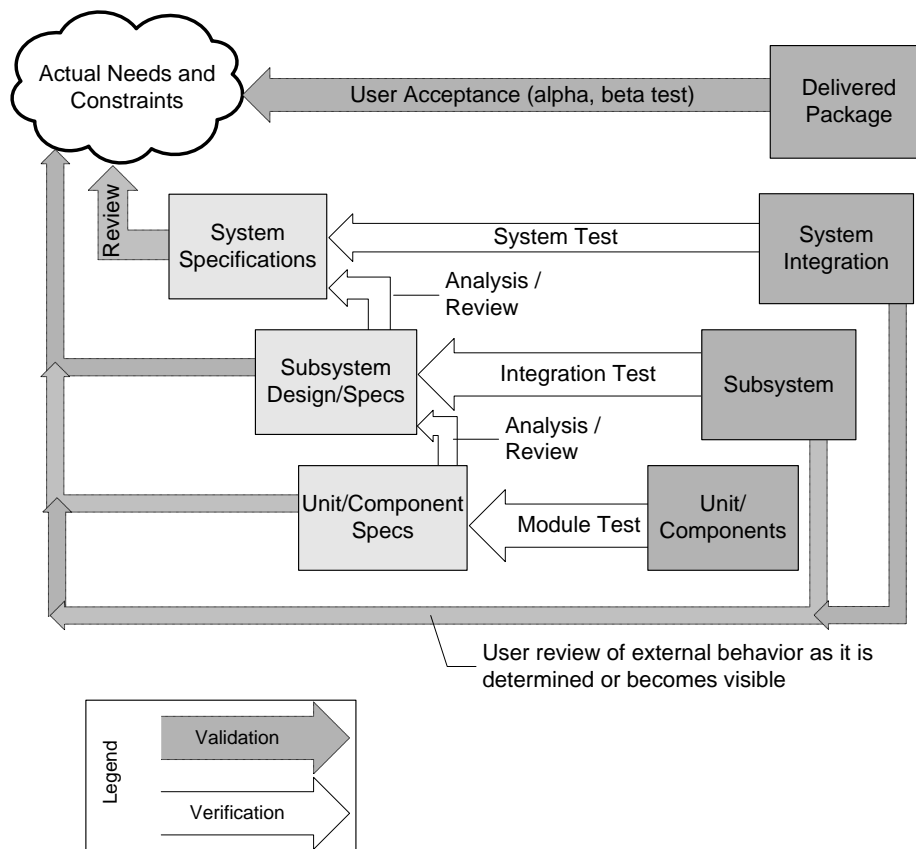 Actual Needs and
Constraints
User Acceptance (alpha, beta test)
Delivered
Package
Review
System
Specifications
System Test
System
Integration
Analysis /
Review
Subsystem
Design/Specs
Integration Test
Subsystem
Analysis /
Review
Unit/Component
Specs
Module Test
Unit/
Components
User review of external behavior as it is
determined or becomes visible
Legend
Validation
Verification